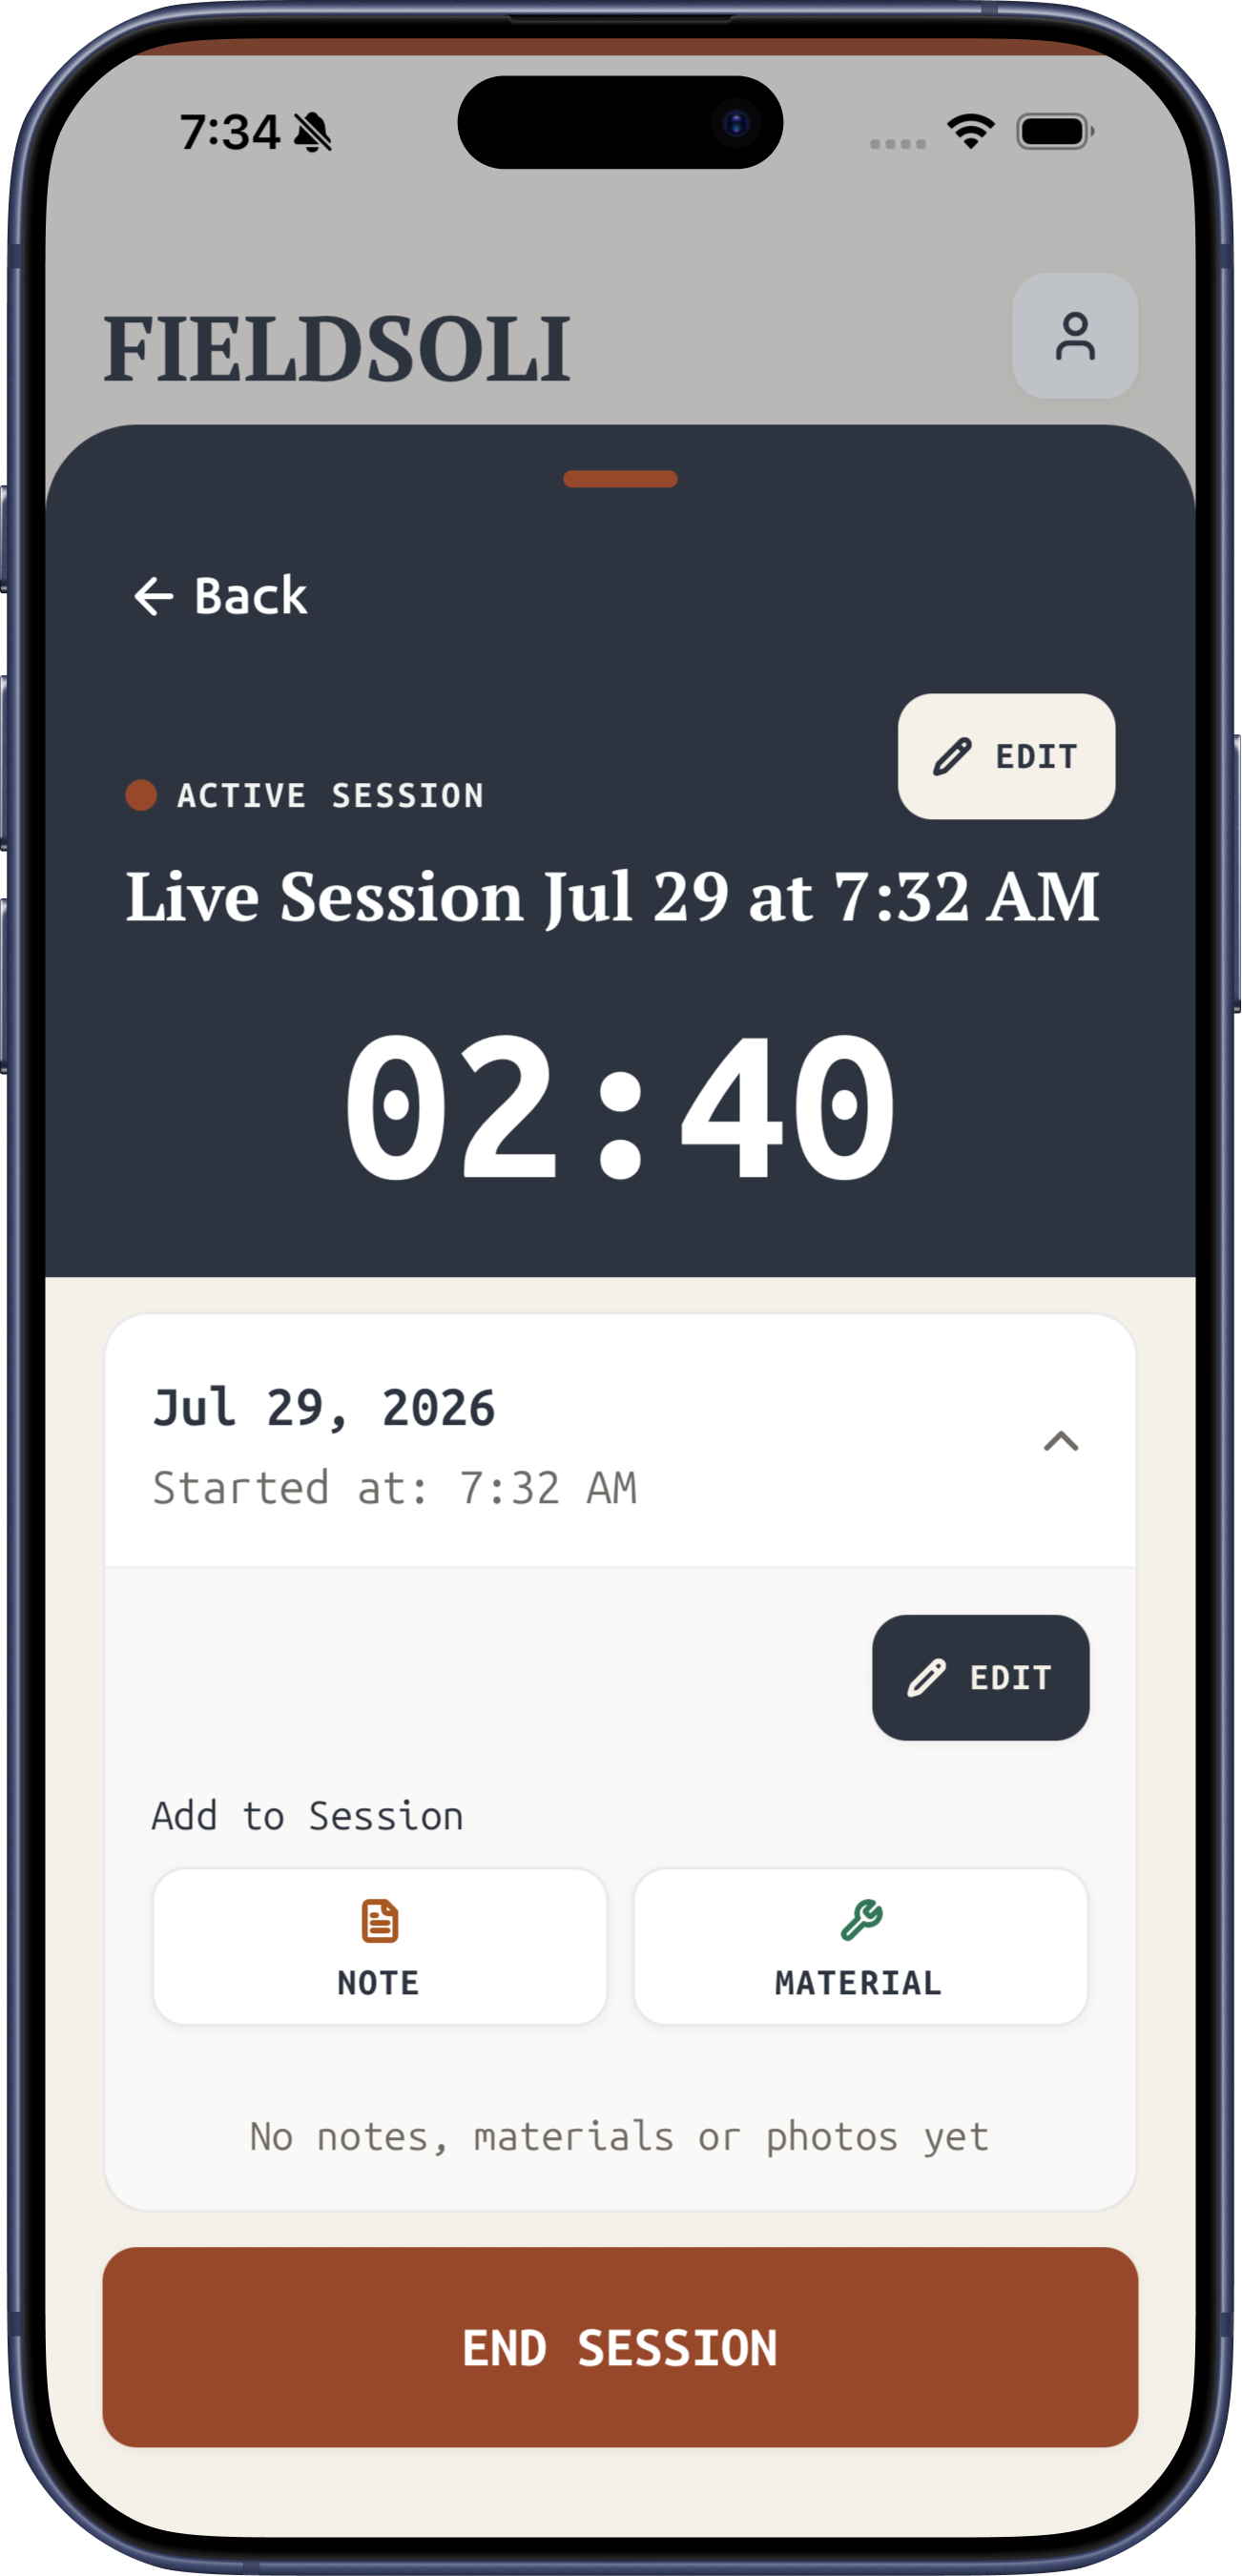 7:34
FIELDSOLI
Back
EDIT
ACTIVE SESSION
Live Session Jul 29 at 7:32 AM
02:40
Jul 29, 2026
Started at: 7:32 AM
EDIT
Add to Session
NOTE
MATERIAL
No notes, materials or photos yet
END SESSION